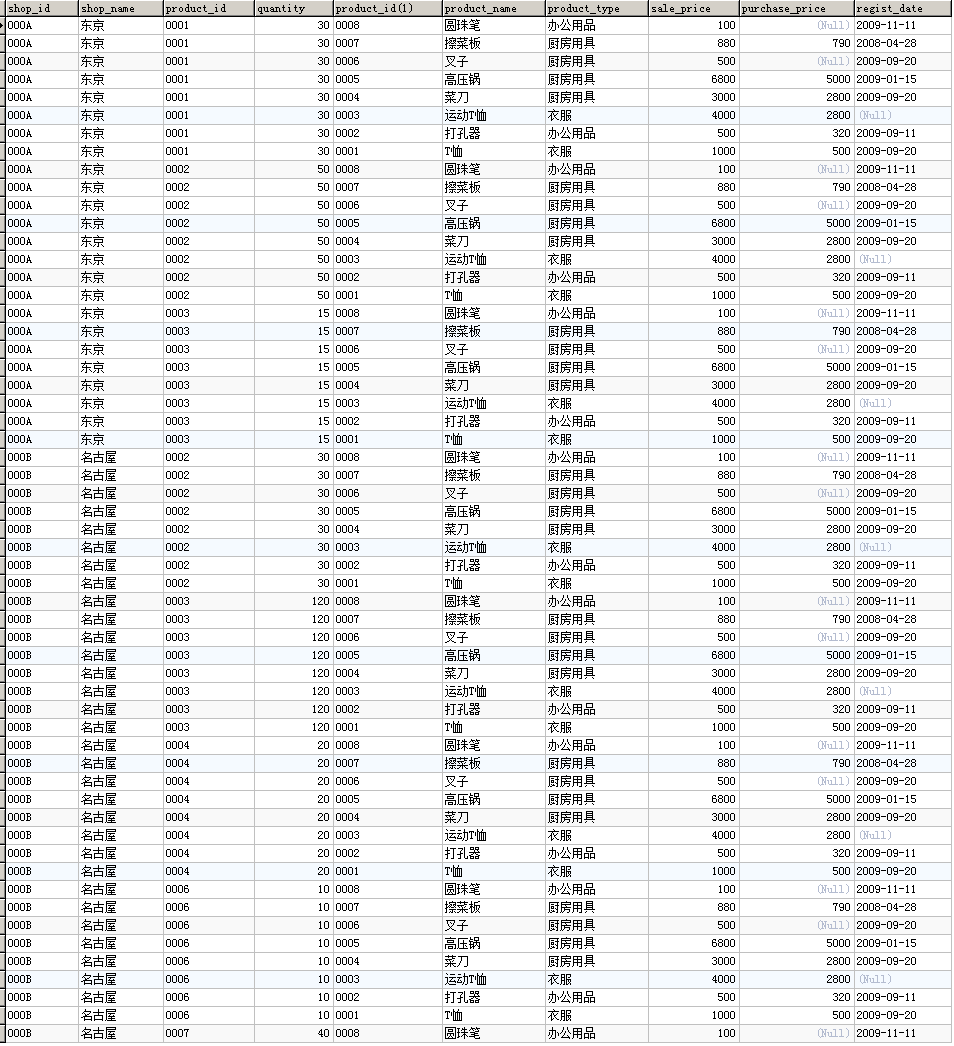 shop_id shop_name product_id quantity product_id(1) product_name product_type sale_price purchase_price regist_date
000A 东京 0001 30 0008 圆珠笔 办公用品 100 (Null) 2009-11-11
000A 东京 0001 30 0007 擦菜板 厨房用具 880 790 2008-04-28
000A 东京 0001 30 0006 叉子 厨房用具 500 (Null) 2009-09-20
000A 东京 0001 30 0005 高压锅 厨房用具 6800 5000 2009-01-15
000A 东京 0001 30 0004 菜刀 厨房用具 3000 2800 2009-09-20
000A 东京 0001 30 0003 运动T恤 衣服 4000 2800 (Null)
000A 东京 0001 30 0002 打孔器 办公用品 500 320 2009-09-11
000A 东京 0001 30 0001 T恤 衣服 1000 500 2009-09-20
000A 东京 0002 50 0008 圆珠笔 办公用品 100 (Null) 2009-11-11
000A 东京 0002 50 0007 擦菜板 厨房用具 880 790 2008-04-28
000A 东京 0002 50 0006 叉子 厨房用具 500 (Null) 2009-09-20
000A 东京 0002 50 0005 高压锅 厨房用具 6800 5000 2009-01-15
000A 东京 0002 50 0004 菜刀 厨房用具 3000 2800 2009-09-20
000A 东京 0002 50 0003 运动T恤 衣服 4000 2800 (Null)
000A 东京 0002 50 0002 打孔器 办公用品 500 320 2009-09-11
000A 东京 0002 50 0001 T恤 衣服 1000 500 2009-09-20
000A 东京 0003 15 0008 圆珠笔 办公用品 100 (Null) 2009-11-11
000A 东京 0003 15 0007 擦菜板 厨房用具 880 790 2008-04-28
000A 东京 0003 15 0006 叉子 厨房用具 500 (Null) 2009-09-20
000A 东京 0003 15 0005 高压锅 厨房用具 6800 5000 2009-01-15
000A 东京 0003 15 0004 菜刀 厨房用具 3000 2800 2009-09-20
000A 东京 0003 15 0003 运动T恤 衣服 4000 2800 (Null)
000A 东京 0003 15 0002 打孔器 办公用品 500 320 2009-09-11
000A 东京 0003 15 0001 T恤 衣服 1000 500 2009-09-20
000B 名古屋 0002 30 0008 圆珠笔 办公用品 100 (Null) 2009-11-11
000B 名古屋 0002 30 0007 擦菜板 厨房用具 880 790 2008-04-28
000B 名古屋 0002 30 0006 叉子 厨房用具 500 (Null) 2009-09-20
000B 名古屋 0002 30 0005 高压锅 厨房用具 6800 5000 2009-01-15
000B 名古屋 0002 30 0004 菜刀 厨房用具 3000 2800 2009-09-20
000B 名古屋 0002 30 0003 运动T恤 衣服 4000 2800 (Null)
000B 名古屋 0002 30 0002 打孔器 办公用品 500 320 2009-09-11
000B 名古屋 0002 30 0001 T恤 衣服 1000 500 2009-09-20
000B 名古屋 0003 120 0008 圆珠笔 办公用品 100 (Null) 2009-11-11
000B 名古屋 0003 120 0007 擦菜板 厨房用具 880 790 2008-04-28
000B 名古屋 0003 120 0006 叉子 厨房用具 500 (Null) 2009-09-20
000B 名古屋 0003 120 0005 高压锅 厨房用具 6800 5000 2009-01-15
000B 名古屋 0003 120 0004 菜刀 厨房用具 3000 2800 2009-09-20
000B 名古屋 0003 120 0003 运动T恤 衣服 4000 2800 (Null)
000B 名古屋 0003 120 0002 打孔器 办公用品 500 320 2009-09-11
000B 名古屋 0003 120 0001 T恤 衣服 1000 500 2009-09-20
000B 名古屋 0004 20 0008 圆珠笔 办公用品 100 (Null) 2009-11-11
000B 名古屋 0004 20 0007 擦菜板 厨房用具 880 790 2008-04-28
000B 名古屋 0004 20 0006 叉子 厨房用具 500 (Null) 2009-09-20
000B 名古屋 0004 20 0005 高压锅 厨房用具 6800 5000 2009-01-15
000B 名古屋 0004 20 0004 菜刀 厨房用具 3000 2800 2009-09-20
000B 名古屋 0004 20 0003 运动T恤 衣服 4000 2800 (Null)
000B 名古屋 0004 20 0002 打孔器 办公用品 500 320 2009-09-11
000B 名古屋 0004 20 0001 T恤 衣服 1000 500 2009-09-20
000B 名古屋 0006 10 0008 圆珠笔 办公用品 100 (Null) 2009-11-11
000B 名古屋 0006 10 0007 擦菜板 厨房用具 880 790 2008-04-28
000B 名古屋 0006 10 0006 叉子 厨房用具 500 (Null) 2009-09-20
000B 名古屋 0006 10 0005 高压锅 厨房用具 6800 5000 2009-01-15
000B 名古屋 0006 10 0004 菜刀 厨房用具 3000 2800 2009-09-20
000B 名古屋 0006 10 0003 运动T恤 衣服 4000 2800 (Null)
000B 名古屋 0006 10 0002 打孔器 办公用品 500 320 2009-09-11
000B 名古屋 0006 10 0001 T恤 衣服 1000 500 2009-09-20
000B 名古屋 0007 40 0008 圆珠笔 办公用品 100 (Null) 2009-11-11